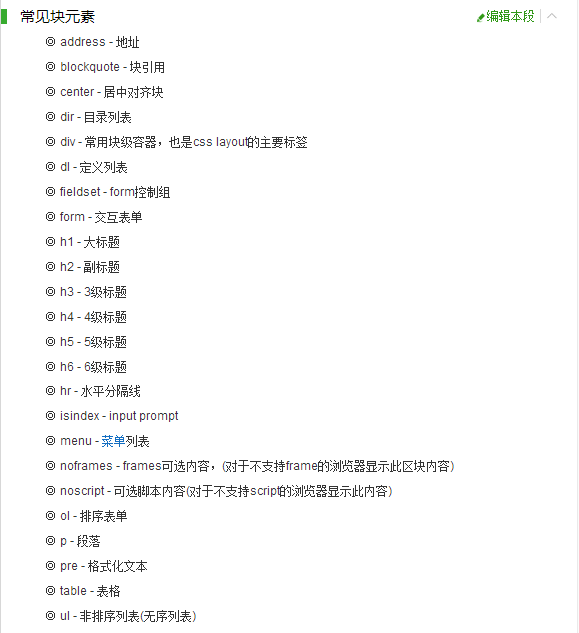 常见块元素
编辑本段
◎ address - 地址
◎ blockquote - 块引用
◎ center - 居中对齐块
◎ dir - 目录列表
◎ div - 常用块级容器，也是css layout的主要标签
◎ dl - 定义列表
◎ fieldset - form控制组
◎ form - 交互表单
◎ h1 - 大标题
◎ h2 - 副标题
◎ h3 - 3级标题
◎ h4 - 4级标题
◎ h5 - 5级标题
◎ h6 - 6级标题
◎ hr - 水平分隔线
◎ isindex - input prompt
◎ menu - 菜单列表
◎ noframes - frames可选内容，(对于不支持frame的浏览器显示此区块内容)
◎ noscript - 可选脚本内容(对于不支持script的浏览器显示此内容)
◎ ol - 排序表单
◎ p - 段落
◎ pre - 格式化文本
◎ table - 表格
◎ ul - 非排序列表(无序列表)